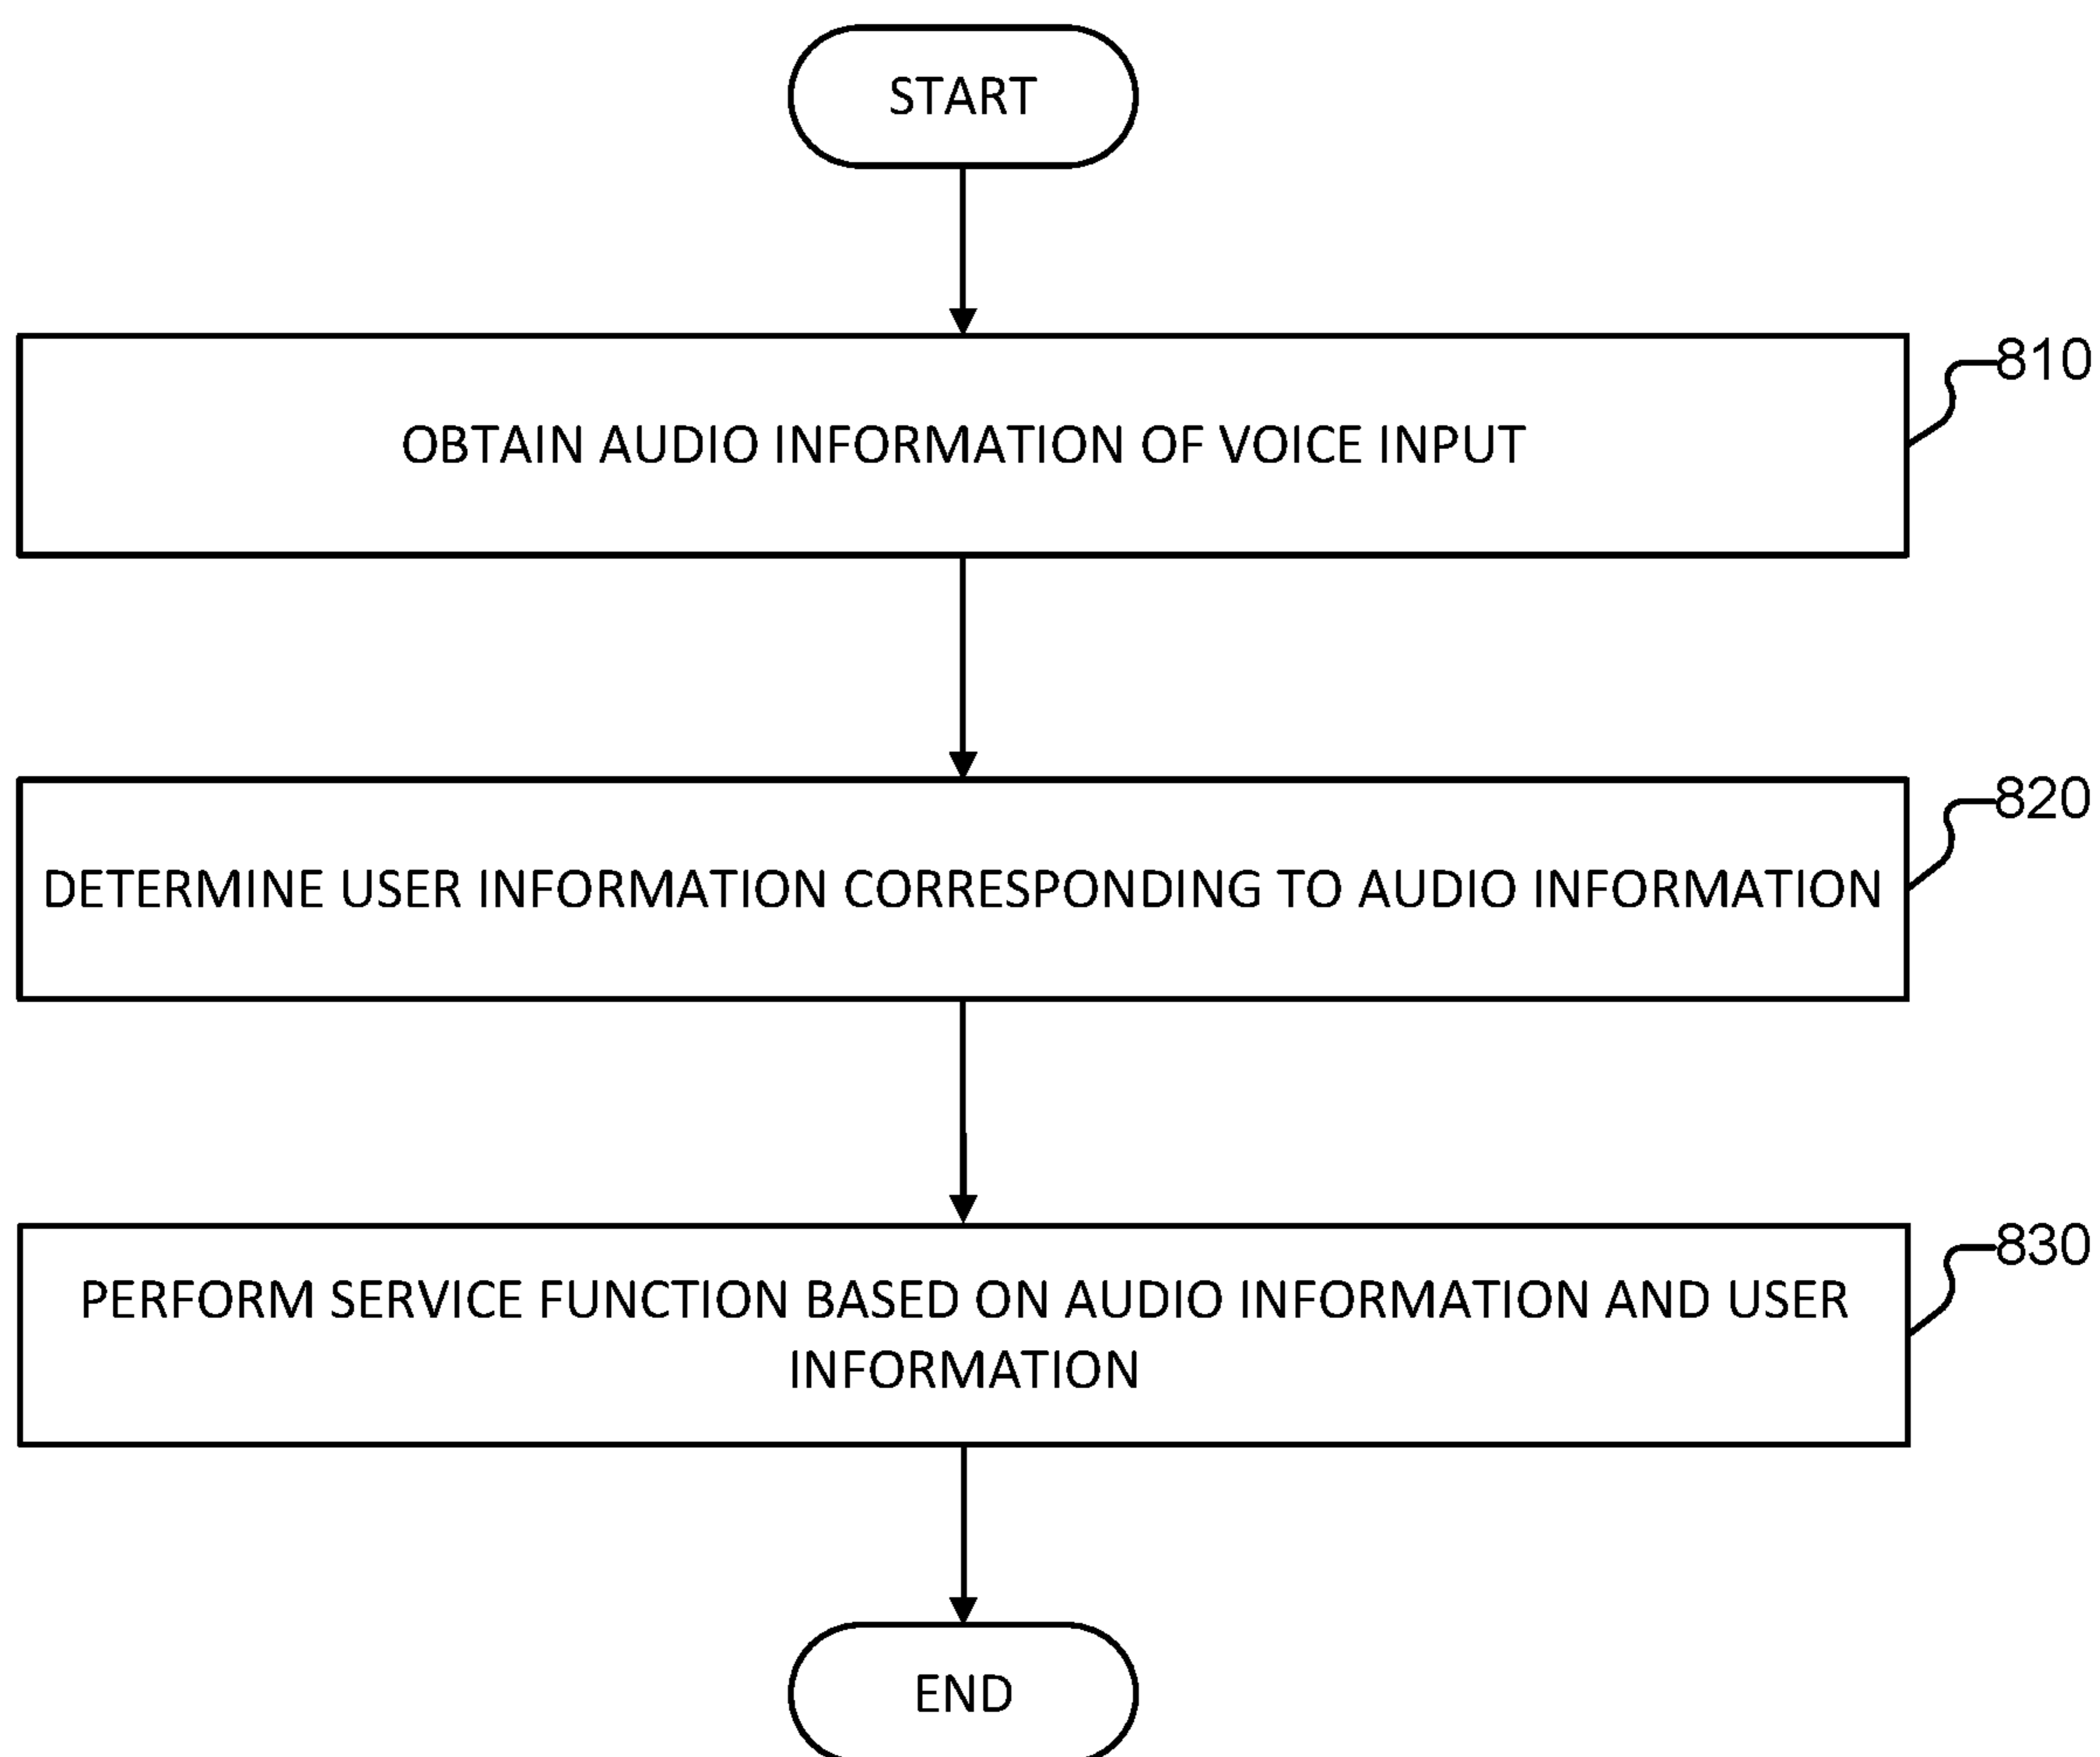 START
810
OBTAIN AUDIO INFORMATION OF VOICE INPUT
820
DETERMINE USER INFORMATION CORRESPONDING TO AUDIO INFORMATION
830
PERFORM SERVICE FUNCTION BASED ON AUDIO INFORMATION AND USER
INFORMATION
END